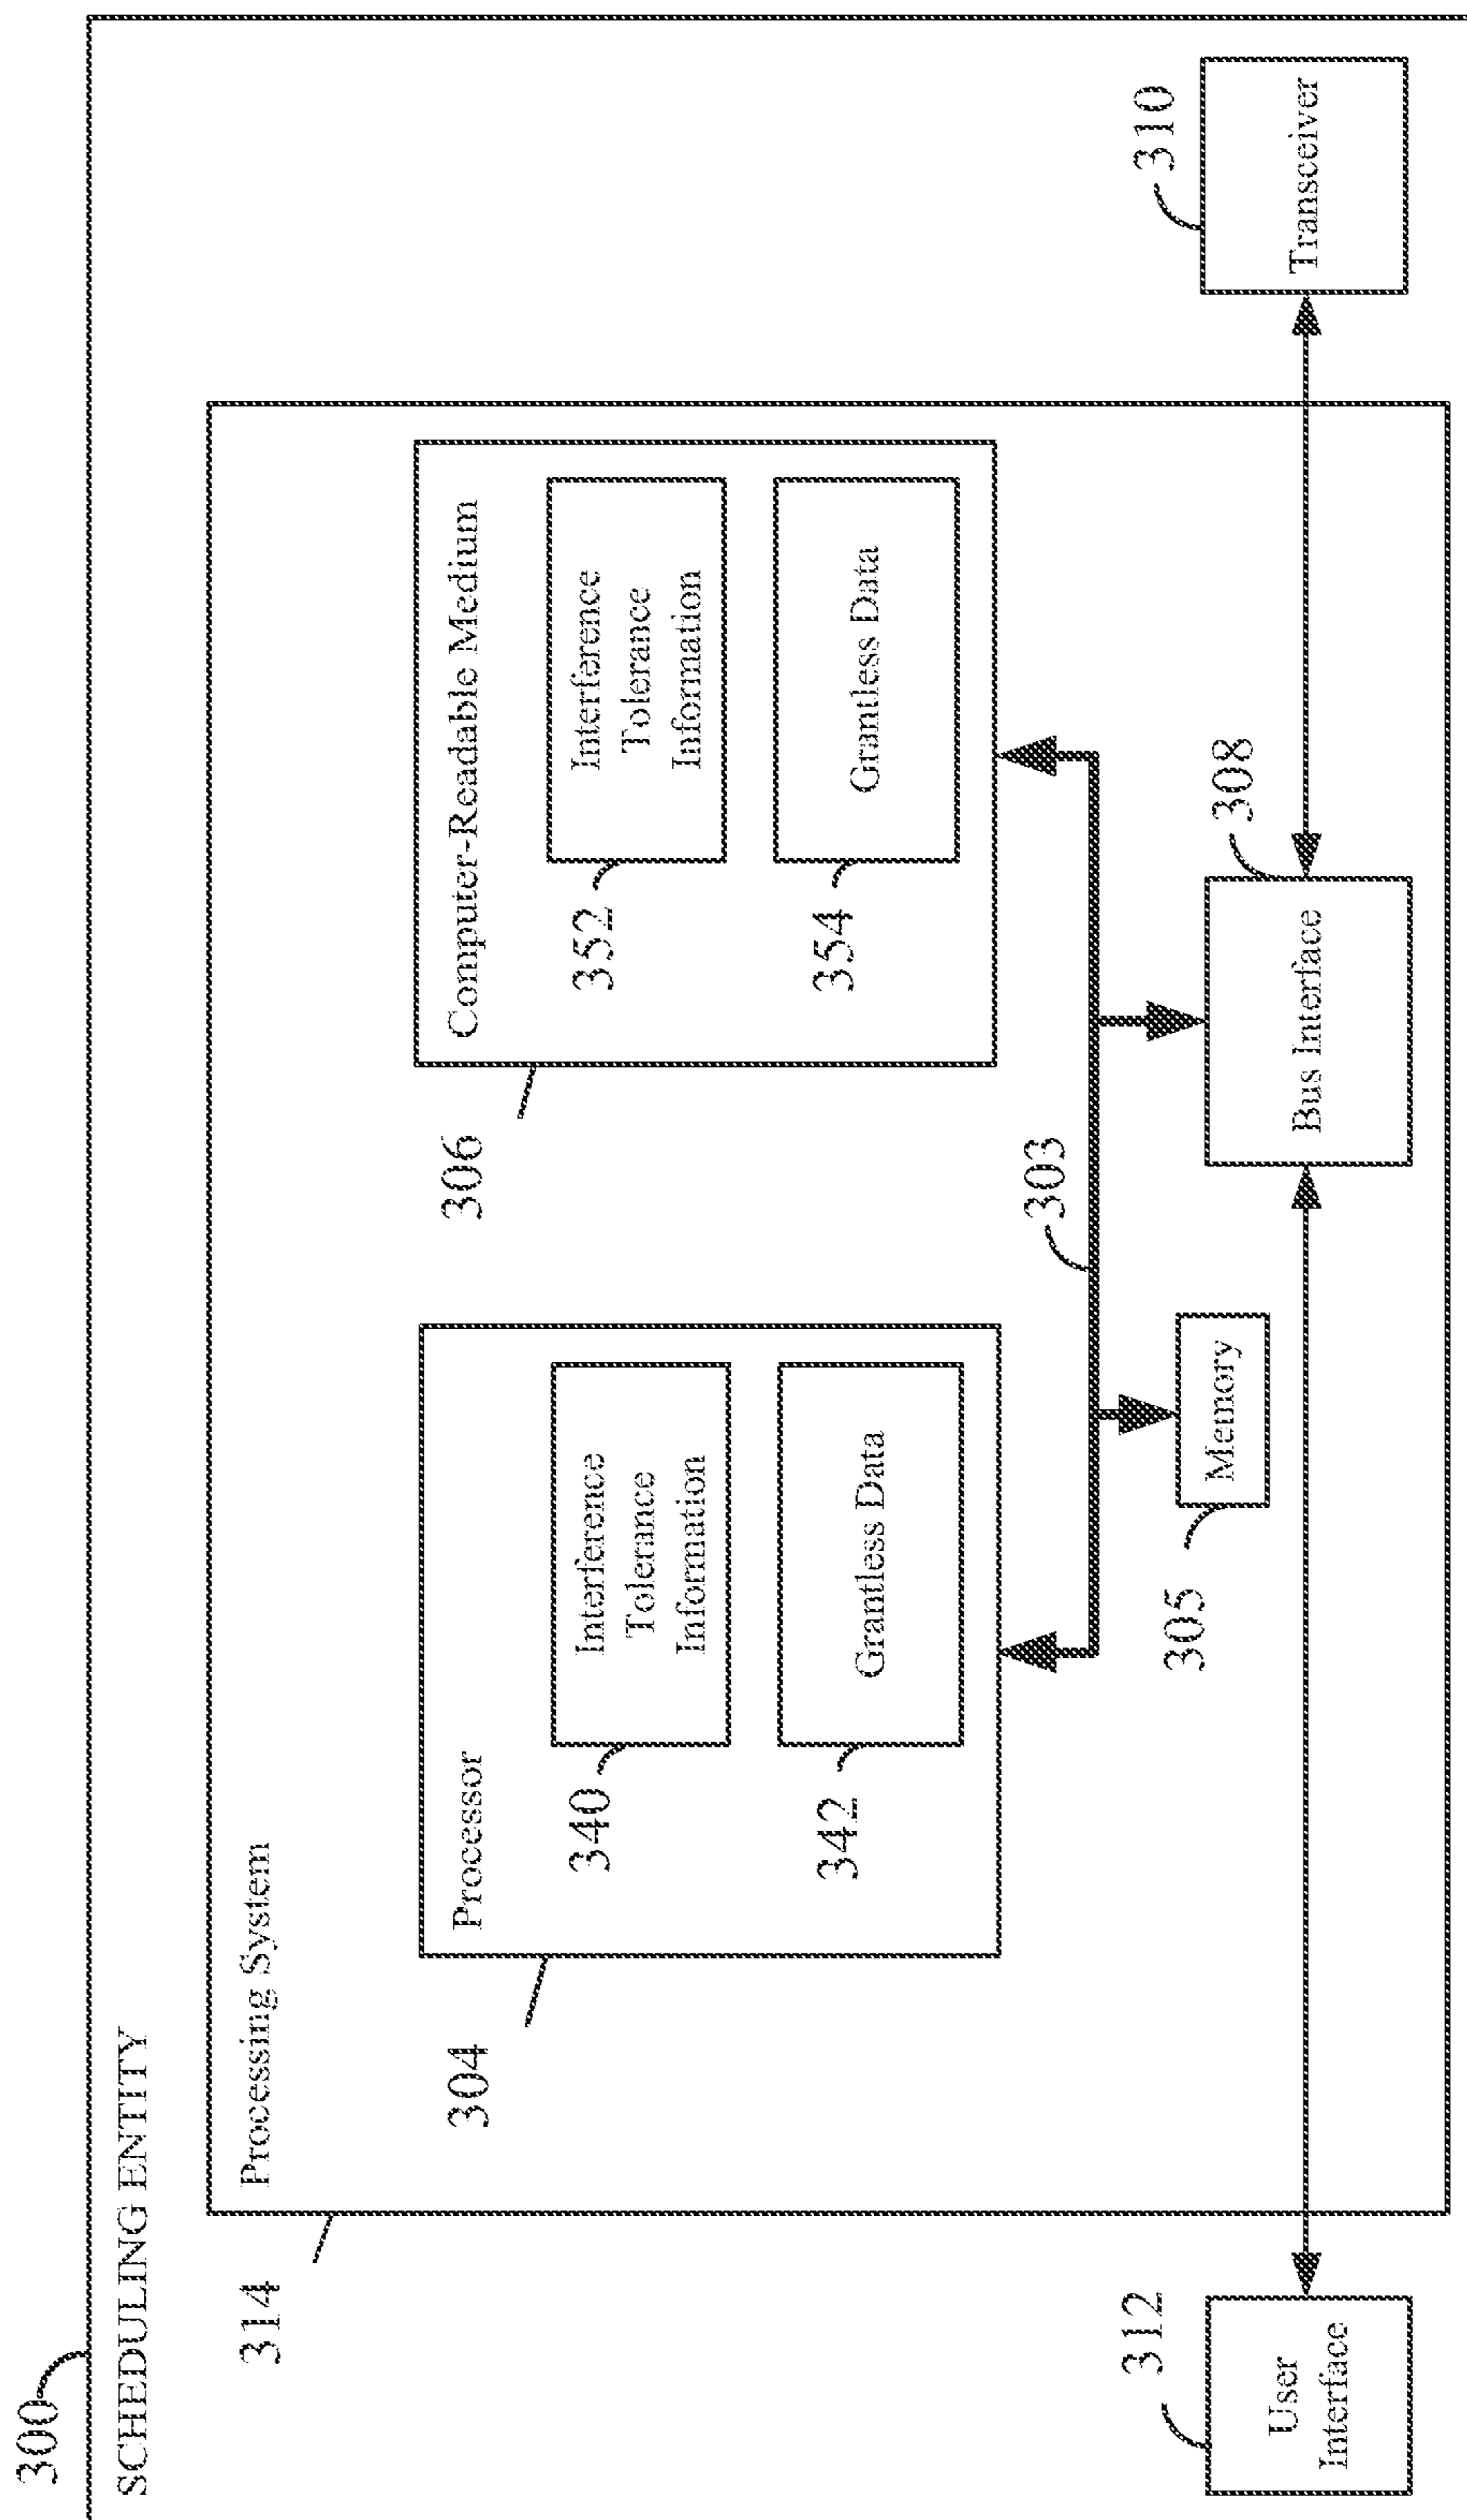 300
SCHEDULING ENTITY
314
Processing System
304
Processor
340
Interference
Tolerance
Information
342
Grantless Data
306
Computer-Readable Medium
352
Interference
Tolerance
Information
354
Grantless Data
303
305
Memory
308
Bus Interface
312
User
Interface
310
Transceiver